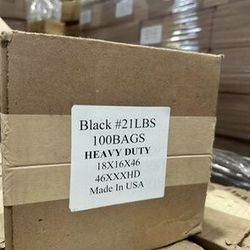 Black #21LBS
100BAGS
HEAVY DUTY
18X16X46
46XXXHD
Made In USA